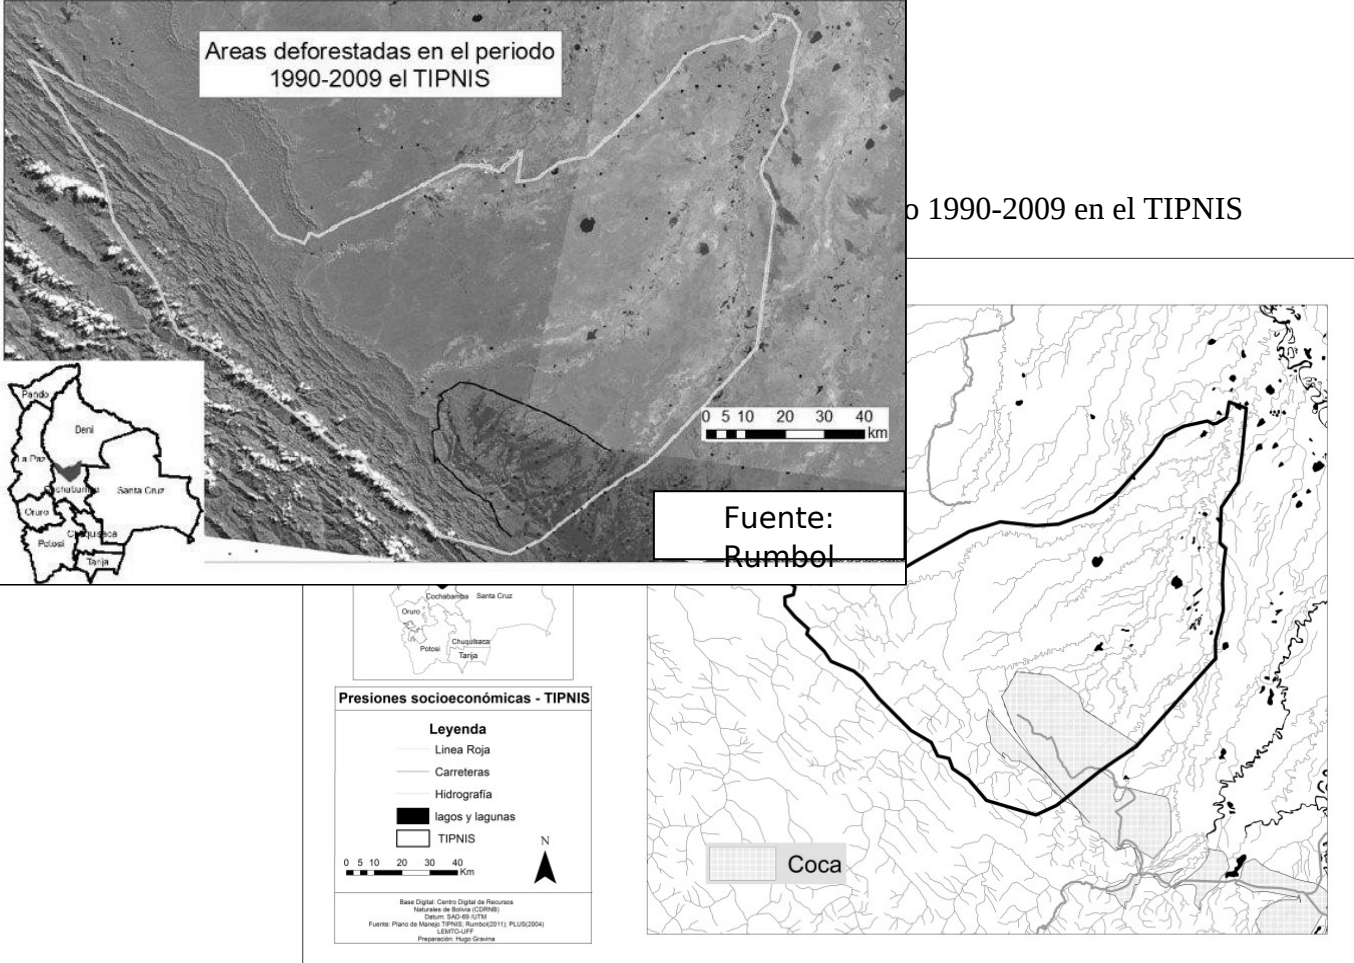 Areas deforestadas en el periodo
1990-2009 el TIPNIS
o 1990-2009 en el TIPNIS
Pando
Deni
La Paz
Cochabamba
Santa Cruz
Oruro
Chuquisaca
Potosi
Tarija
0 5 10 20 30 40
km
Fuente:
Rumbol
Cochabamba
Santa Cruz
Oruro
Chuquisaca
Potosi
Tarija
Presiones socioeconómicas - TIPNIS
Leyenda
Linea Roja
Carreteras
Hidrografía
lagos y lagunas
TIPNIS
N
0 5 10 20 30 40
Km
Base Digital: Centro Digital de Recursos
Naturales de Bolivia (CDRNB)
Datum: SAD-69 /UTM
Fuente: Plano de Manejo TIPNIS; Rumbol(2011); PLUS(2004)
LEMTO-UFF
Preparación: Hugo Gravina
Coca